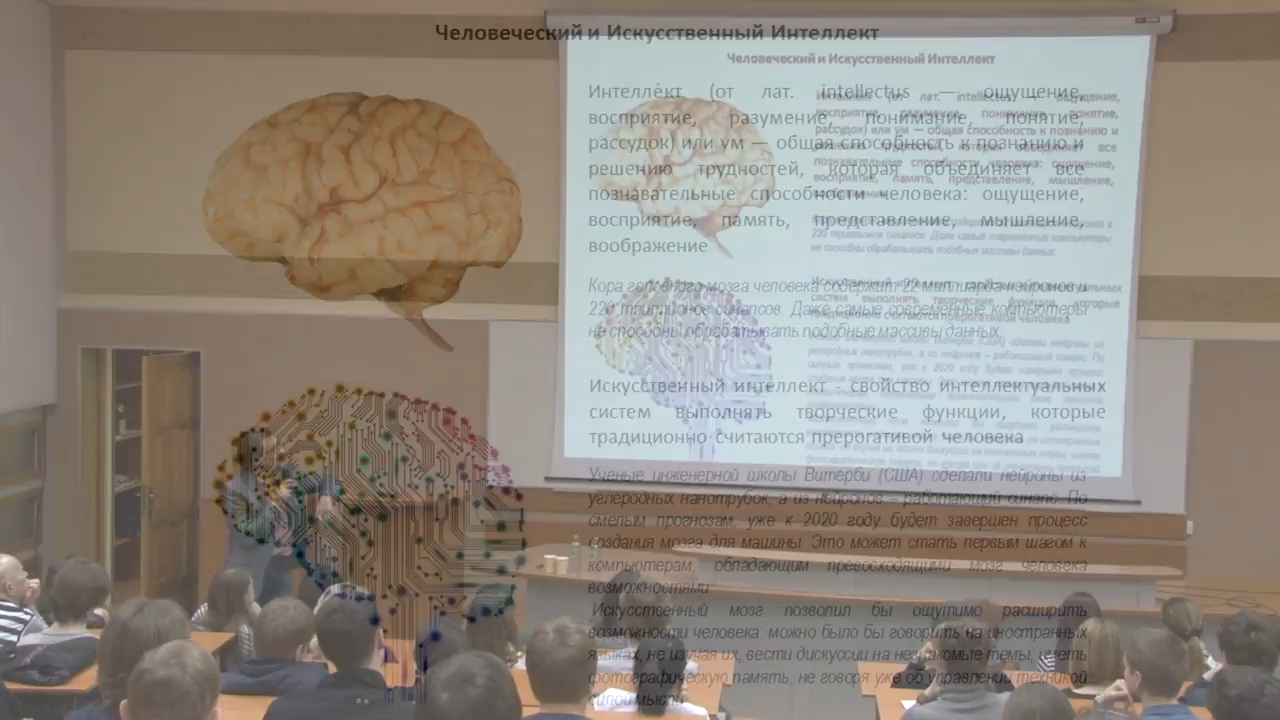 Человеческий и Искусственный Интеллект
Человеческий и Искусственный Интеллект
Интелле́кт (от лат. intellectus — ощущение,
восприятие, разумение, понимание, понятие,
рассудок) или ум — общая способность к познанию и
решению трудностей, которая объединяет все
познавательные способности человека: ощущение,
восприятие, память, представление, мышление,
воображение
Кора головного мозга человека содержит 22 миллиарда нейронов и
220 триллионов синапсов. Даже самые современные компьютеры
не способны обрабатывать подобные массивы данных.
Искусственный интеллект - свойство интеллектуальных
систем выполнять творческие функции, которые
традиционно считаются прерогативой человека
Ученые инженерной школы Витерби (США) сделали нейроны из
углеродных нанотрубок, а из нейронов – работающий синапс. По
смелым прогнозам, уже к 2020 году будет завершен процесс
создания мозга для машины. Это может стать первым шагом к
компьютерам, обладающим превосходящими мозг человека
возможностями.
Искусственный мозг позволил бы ощутимо расширить
возможности человека: можно было бы говорить на иностранных
языках, не изучая их, вести дискуссии на незнакомые темы, иметь
фотографическую память, не говоря уже об управлении техникой
силой мысли.